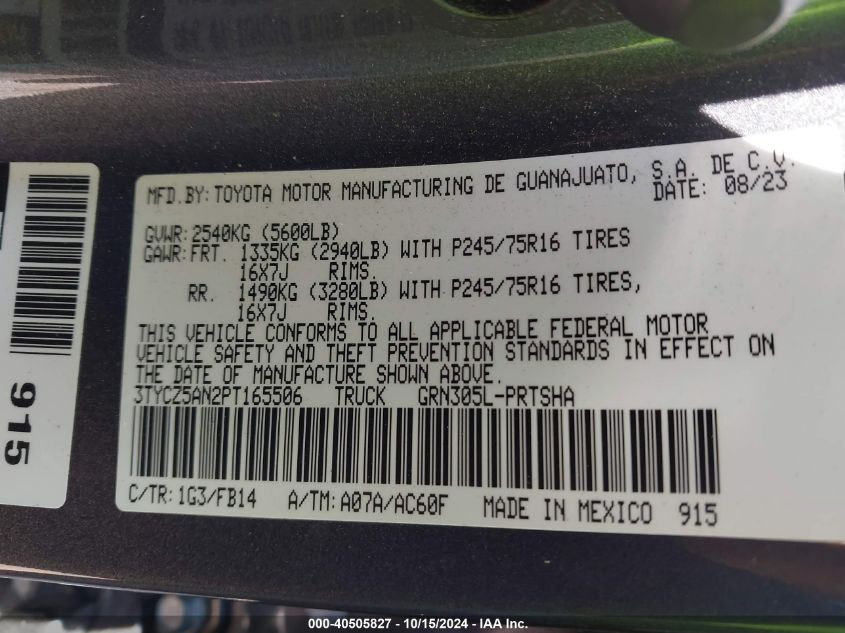 MFD.BY: TOYOTA MOTOR MANUFACTURING DE GUANAJUATO, S.A. DE C.V.
DATE: 08/23
GVWR: 2540KG (5600LB)
GAWR: FRT. 1335KG (2940LB) WITH P245/75R16 TIRES
16X7J RIMS.
RR. 1490KG (3280LB) WITH P245/75R16 TIRES,
16X7J RIMS.
THIS VEHICLE CONFORMS TO ALL APPLICABLE FEDERAL MOTOR
VEHICLE SAFETY AND THEFT PREVENTION STANDARDS IN EFFECT ON
THE DATE OF MANUFACTURE SHOWN ABOVE.
3TYCZ5AN2PT165506 TRUCK GRN305L-PRTSHA
C/TR: 1G3/FB14 A/TM: A07A/AC60F MADE IN MEXICO 915
915
000-40505827 - 10/15/2024 - IAA Inc.